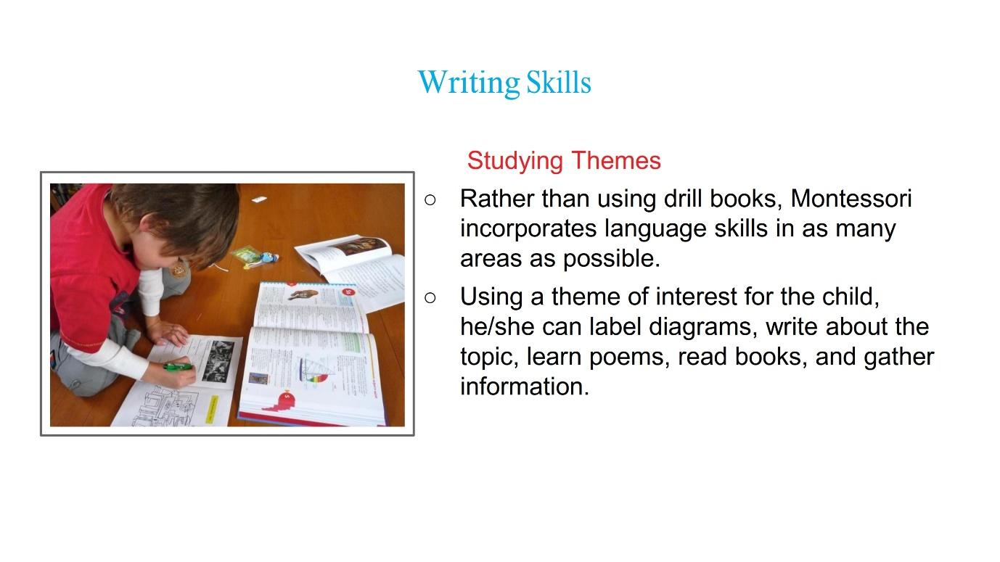 Writing Skills
Studying Themes
○ Rather than using drill books, Montessori
incorporates language skills in as many
areas as possible.
○ Using a theme of interest for the child,
he/she can label diagrams, write about the
topic, learn poems, read books, and gather
information.